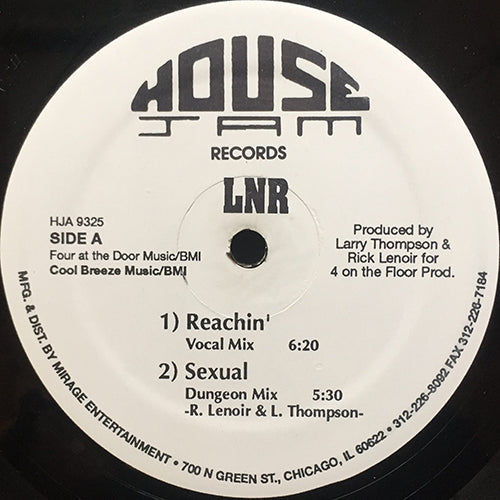 HOUSE
JAM
RECORDS
LNR
HJA 9325
SIDE A
Four at the Door Music/BMI
Cool Breeze Music/BMI
Produced by
Larry Thompson &
Rick Lenoir for
4 on the Floor Prod.
1) Reachin'
Vocal Mix 6:20
2) Sexual
Dungeon Mix 5:30
-R. Lenoir & L. Thompson-
MFG. & DIST. BY MIRAGE ENTERTAINMENT • 700 N GREEN ST., CHICAGO, IL 60622 • 312-226-8092 FAX 312-226-7184